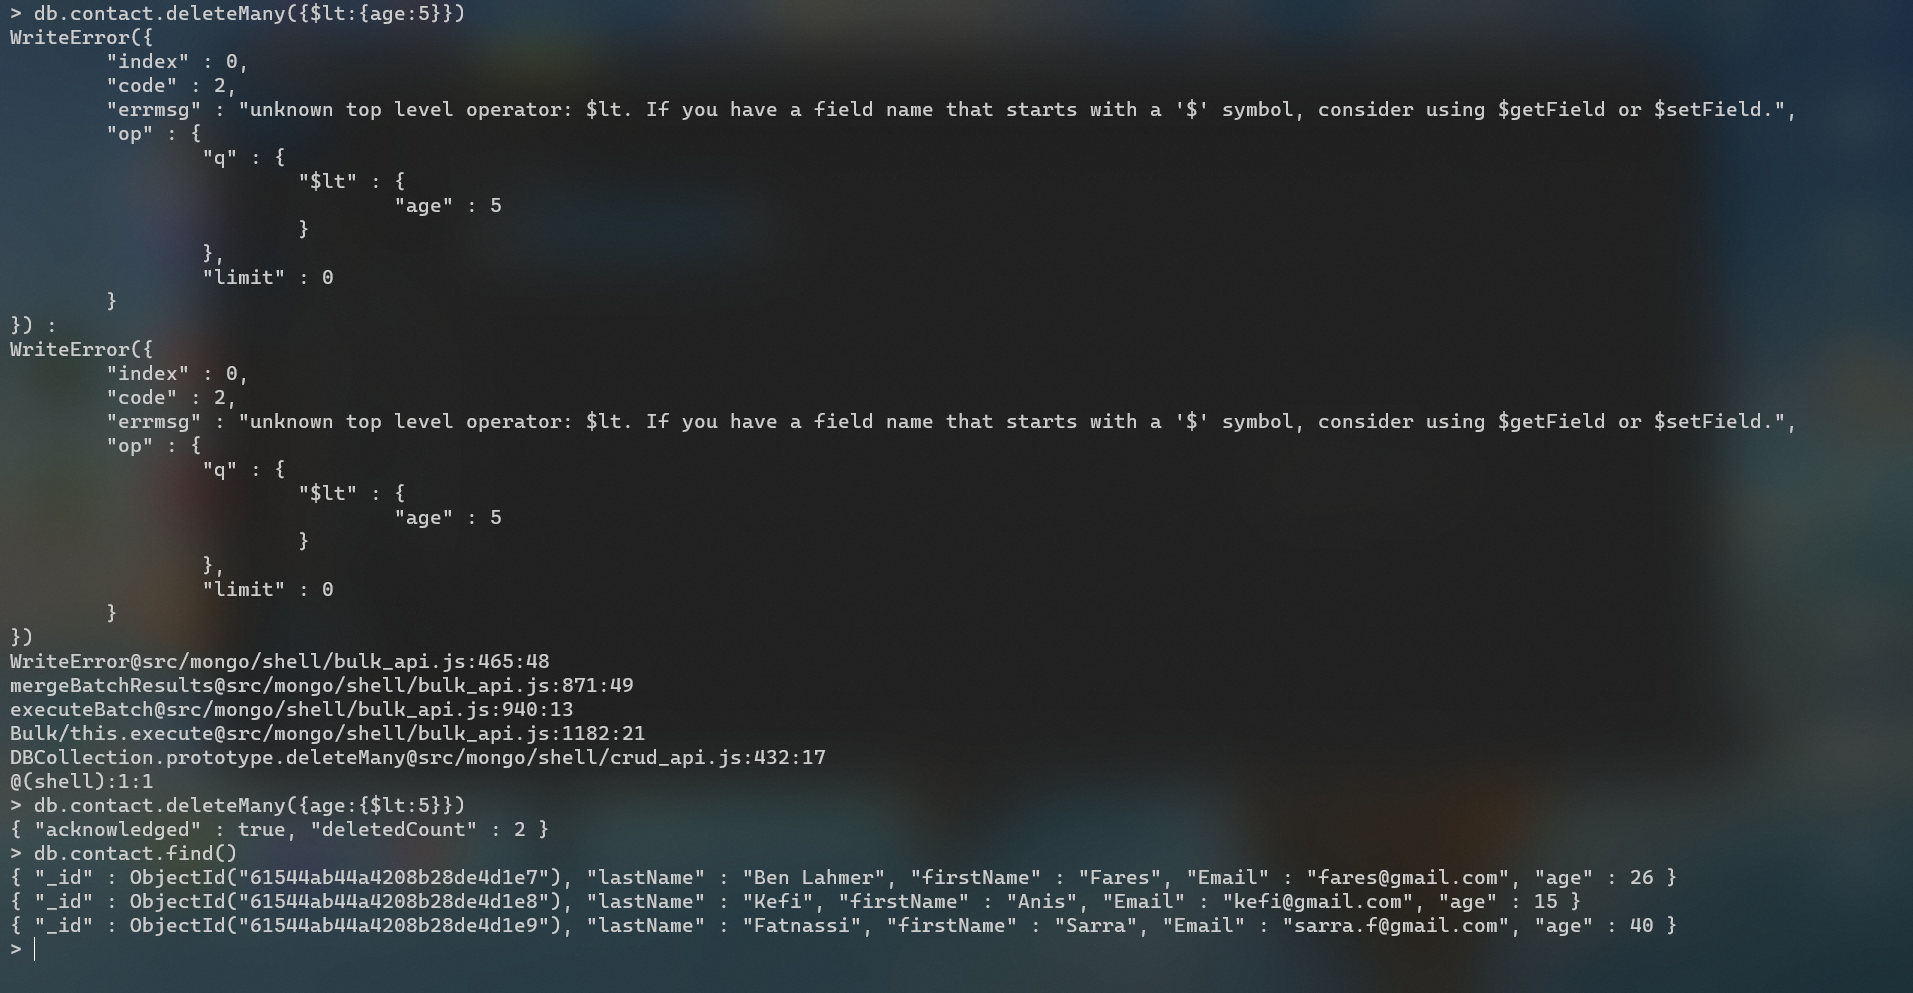 > db.contact.deleteMany({$lt:{age:5}})
WriteError({
        "index" : 0,
        "code" : 2,
        "errmsg" : "unknown top level operator: $lt. If you have a field name that starts with a '$' symbol, consider using $getField or $setField.",
        "op" : {
                "q" : {
                        "$lt" : {
                                "age" : 5
                        }
                },
                "limit" : 0
        }
}) :
WriteError({
        "index" : 0,
        "code" : 2,
        "errmsg" : "unknown top level operator: $lt. If you have a field name that starts with a '$' symbol, consider using $getField or $setField.",
        "op" : {
                "q" : {
                        "$lt" : {
                                "age" : 5
                        }
                },
                "limit" : 0
        }
})
WriteError@src/mongo/shell/bulk_api.js:465:48
mergeBatchResults@src/mongo/shell/bulk_api.js:871:49
executeBatch@src/mongo/shell/bulk_api.js:940:13
Bulk/this.execute@src/mongo/shell/bulk_api.js:1182:21
DBCollection.prototype.deleteMany@src/mongo/shell/crud_api.js:432:17
@(shell):1:1
> db.contact.deleteMany({age:{$lt:5}})
{ "acknowledged" : true, "deletedCount" : 2 }
> db.contact.find()
{ "_id" : ObjectId("61544ab44a4208b28de4d1e7"), "lastName" : "Ben Lahmer", "firstName" : "Fares", "Email" : "fares@gmail.com", "age" : 26 }
{ "_id" : ObjectId("61544ab44a4208b28de4d1e8"), "lastName" : "Kefi", "firstName" : "Anis", "Email" : "kefi@gmail.com", "age" : 15 }
{ "_id" : ObjectId("61544ab44a4208b28de4d1e9"), "lastName" : "Fatnassi", "firstName" : "Sarra", "Email" : "sarra.f@gmail.com", "age" : 40 }
>